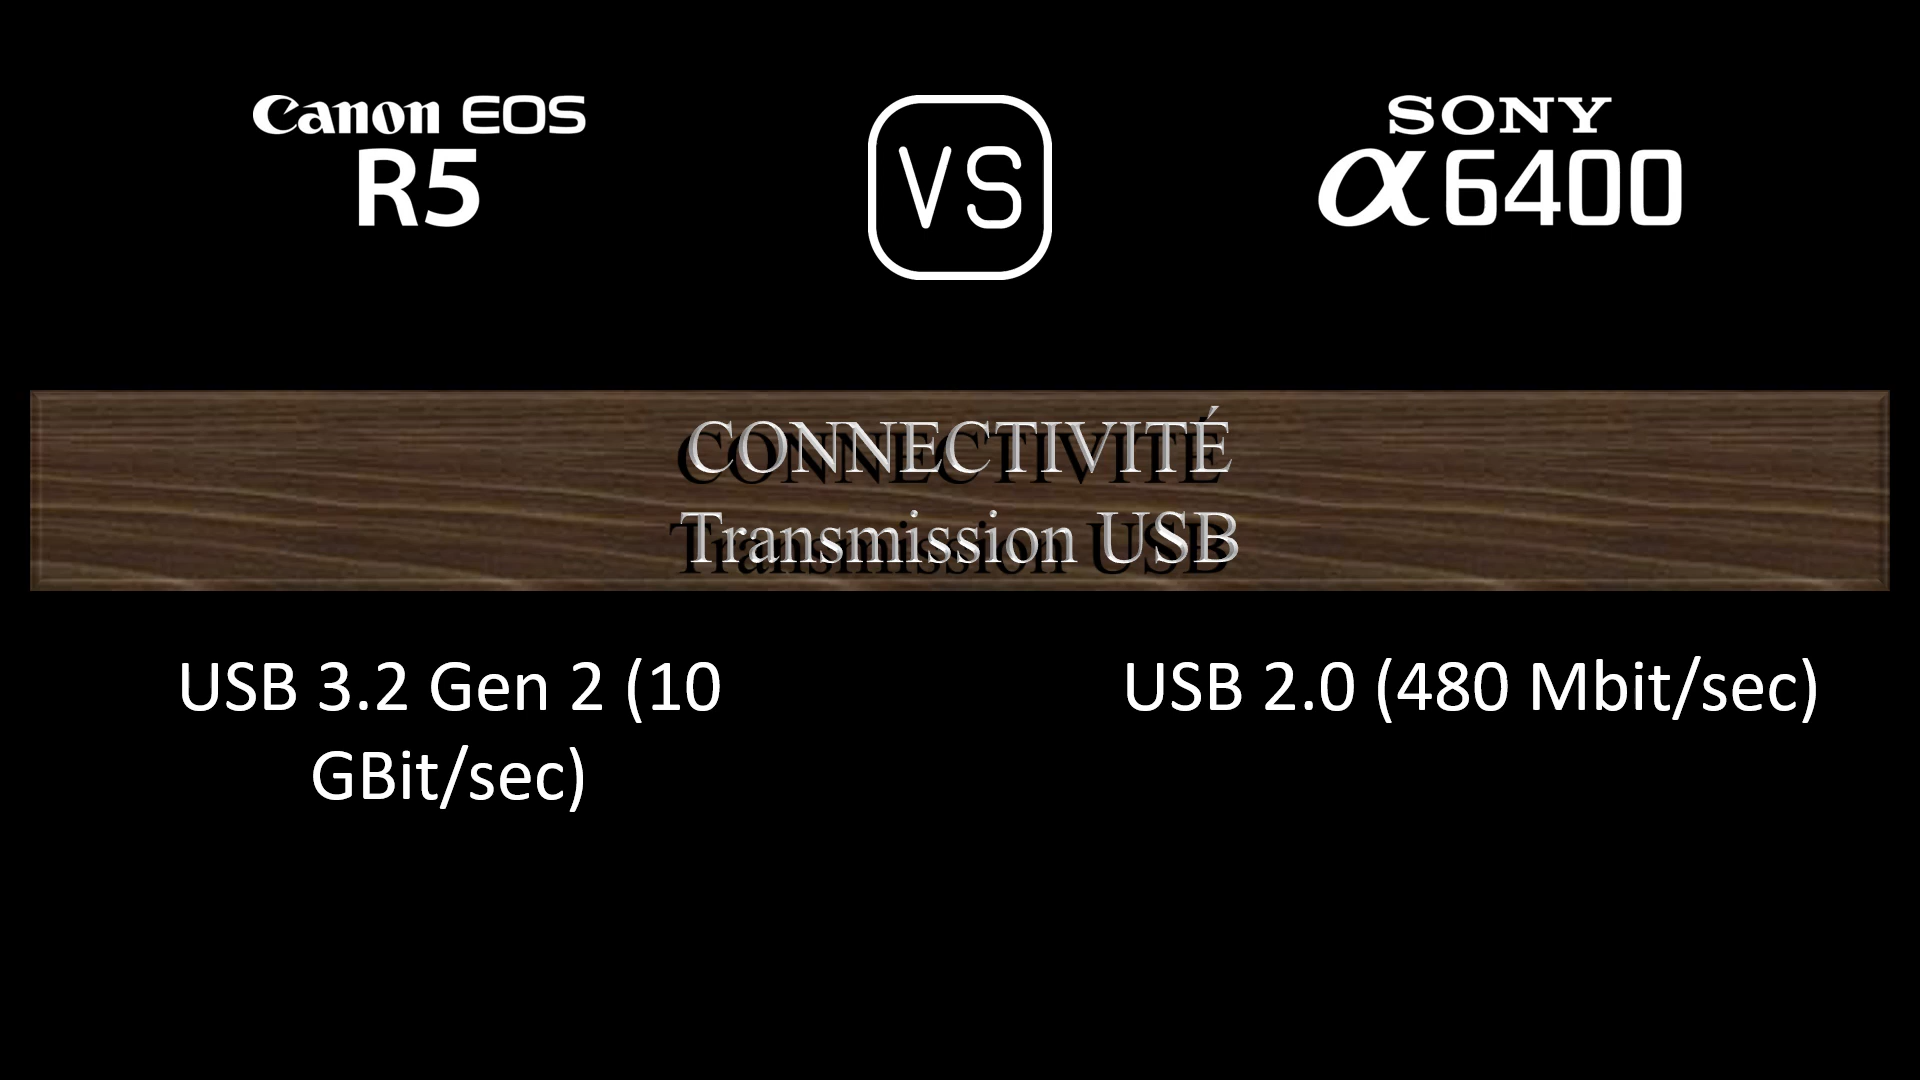 Canon EOS
R5
VS
SONY
α6400
CONNECTIVITÉ
Transmission USB
USB 3.2 Gen 2 (10
GBit/sec)
USB 2.0 (480 Mbit/sec)